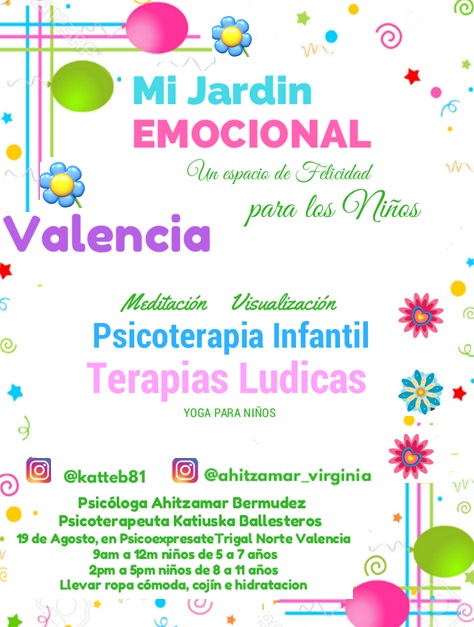 Mi Jardin
EMOCIONAL
Un espacio de Felicidad
para los Niños
Valencia
Meditación Visualización
Psicoterapia Infantil
Terapias Ludicas
YOGA PARA NIÑOS
@katteb81 @ahitzamar_virginia
Psicóloga Ahitzamar Bermudez
Psicoterapeuta Katiuska Ballesteros
19 de Agosto, en PsicoexpresateTrigal Norte Valencia
9am a 12m niños de 5 a 7 años
2pm a 5pm niños de 8 a 11 años
Llevar ropa cómoda, cojín e hidratacion